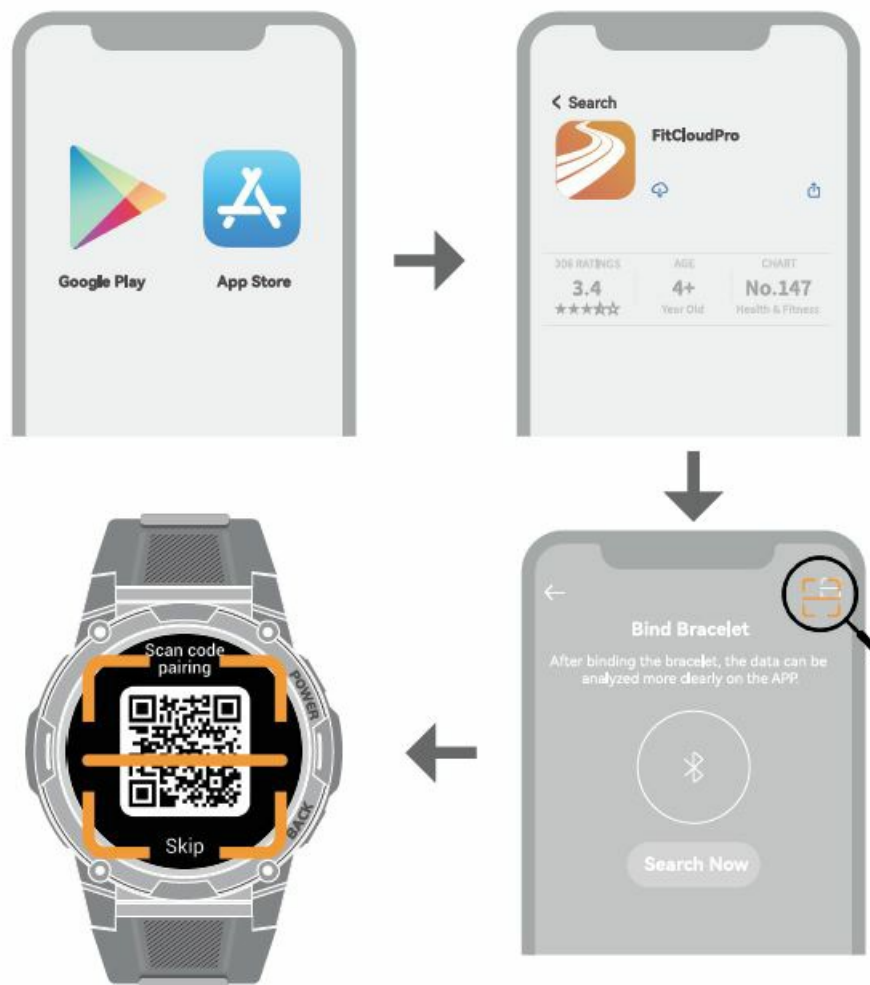 Google Play
App Store
Search
FitCloudPro
306 RATINGS
AGE
CHART
3.4
4+
No.147
Year Old
Health & Fitness
Bind Bracelet
After binding the bracelet, the data can be
analyzed more clearly on the APP.
Search Now
Scan code
pairing
POWER
BACK
Skip